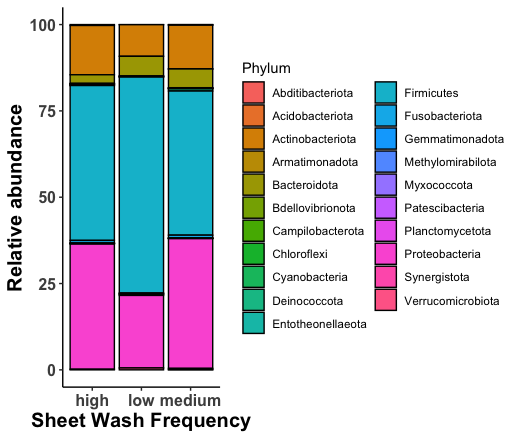 Relative abundance
100
75
50
25
0
high low medium
Sheet Wash Frequency
Phylum
Abditibacteriota
Acidobacteriota
Actinobacteriota
Armatimonadota
Bacteroidota
Bdellovibrionota
Campilobacterota
Chloroflexi
Cyanobacteria
Deinococcota
Entotheonellaeota
Firmicutes
Fusobacteriota
Gemmatimonadota
Methylomirabilota
Myxococcota
Patescibacteria
Planctomycetota
Proteobacteria
Synergistota
Verrucomicrobiota